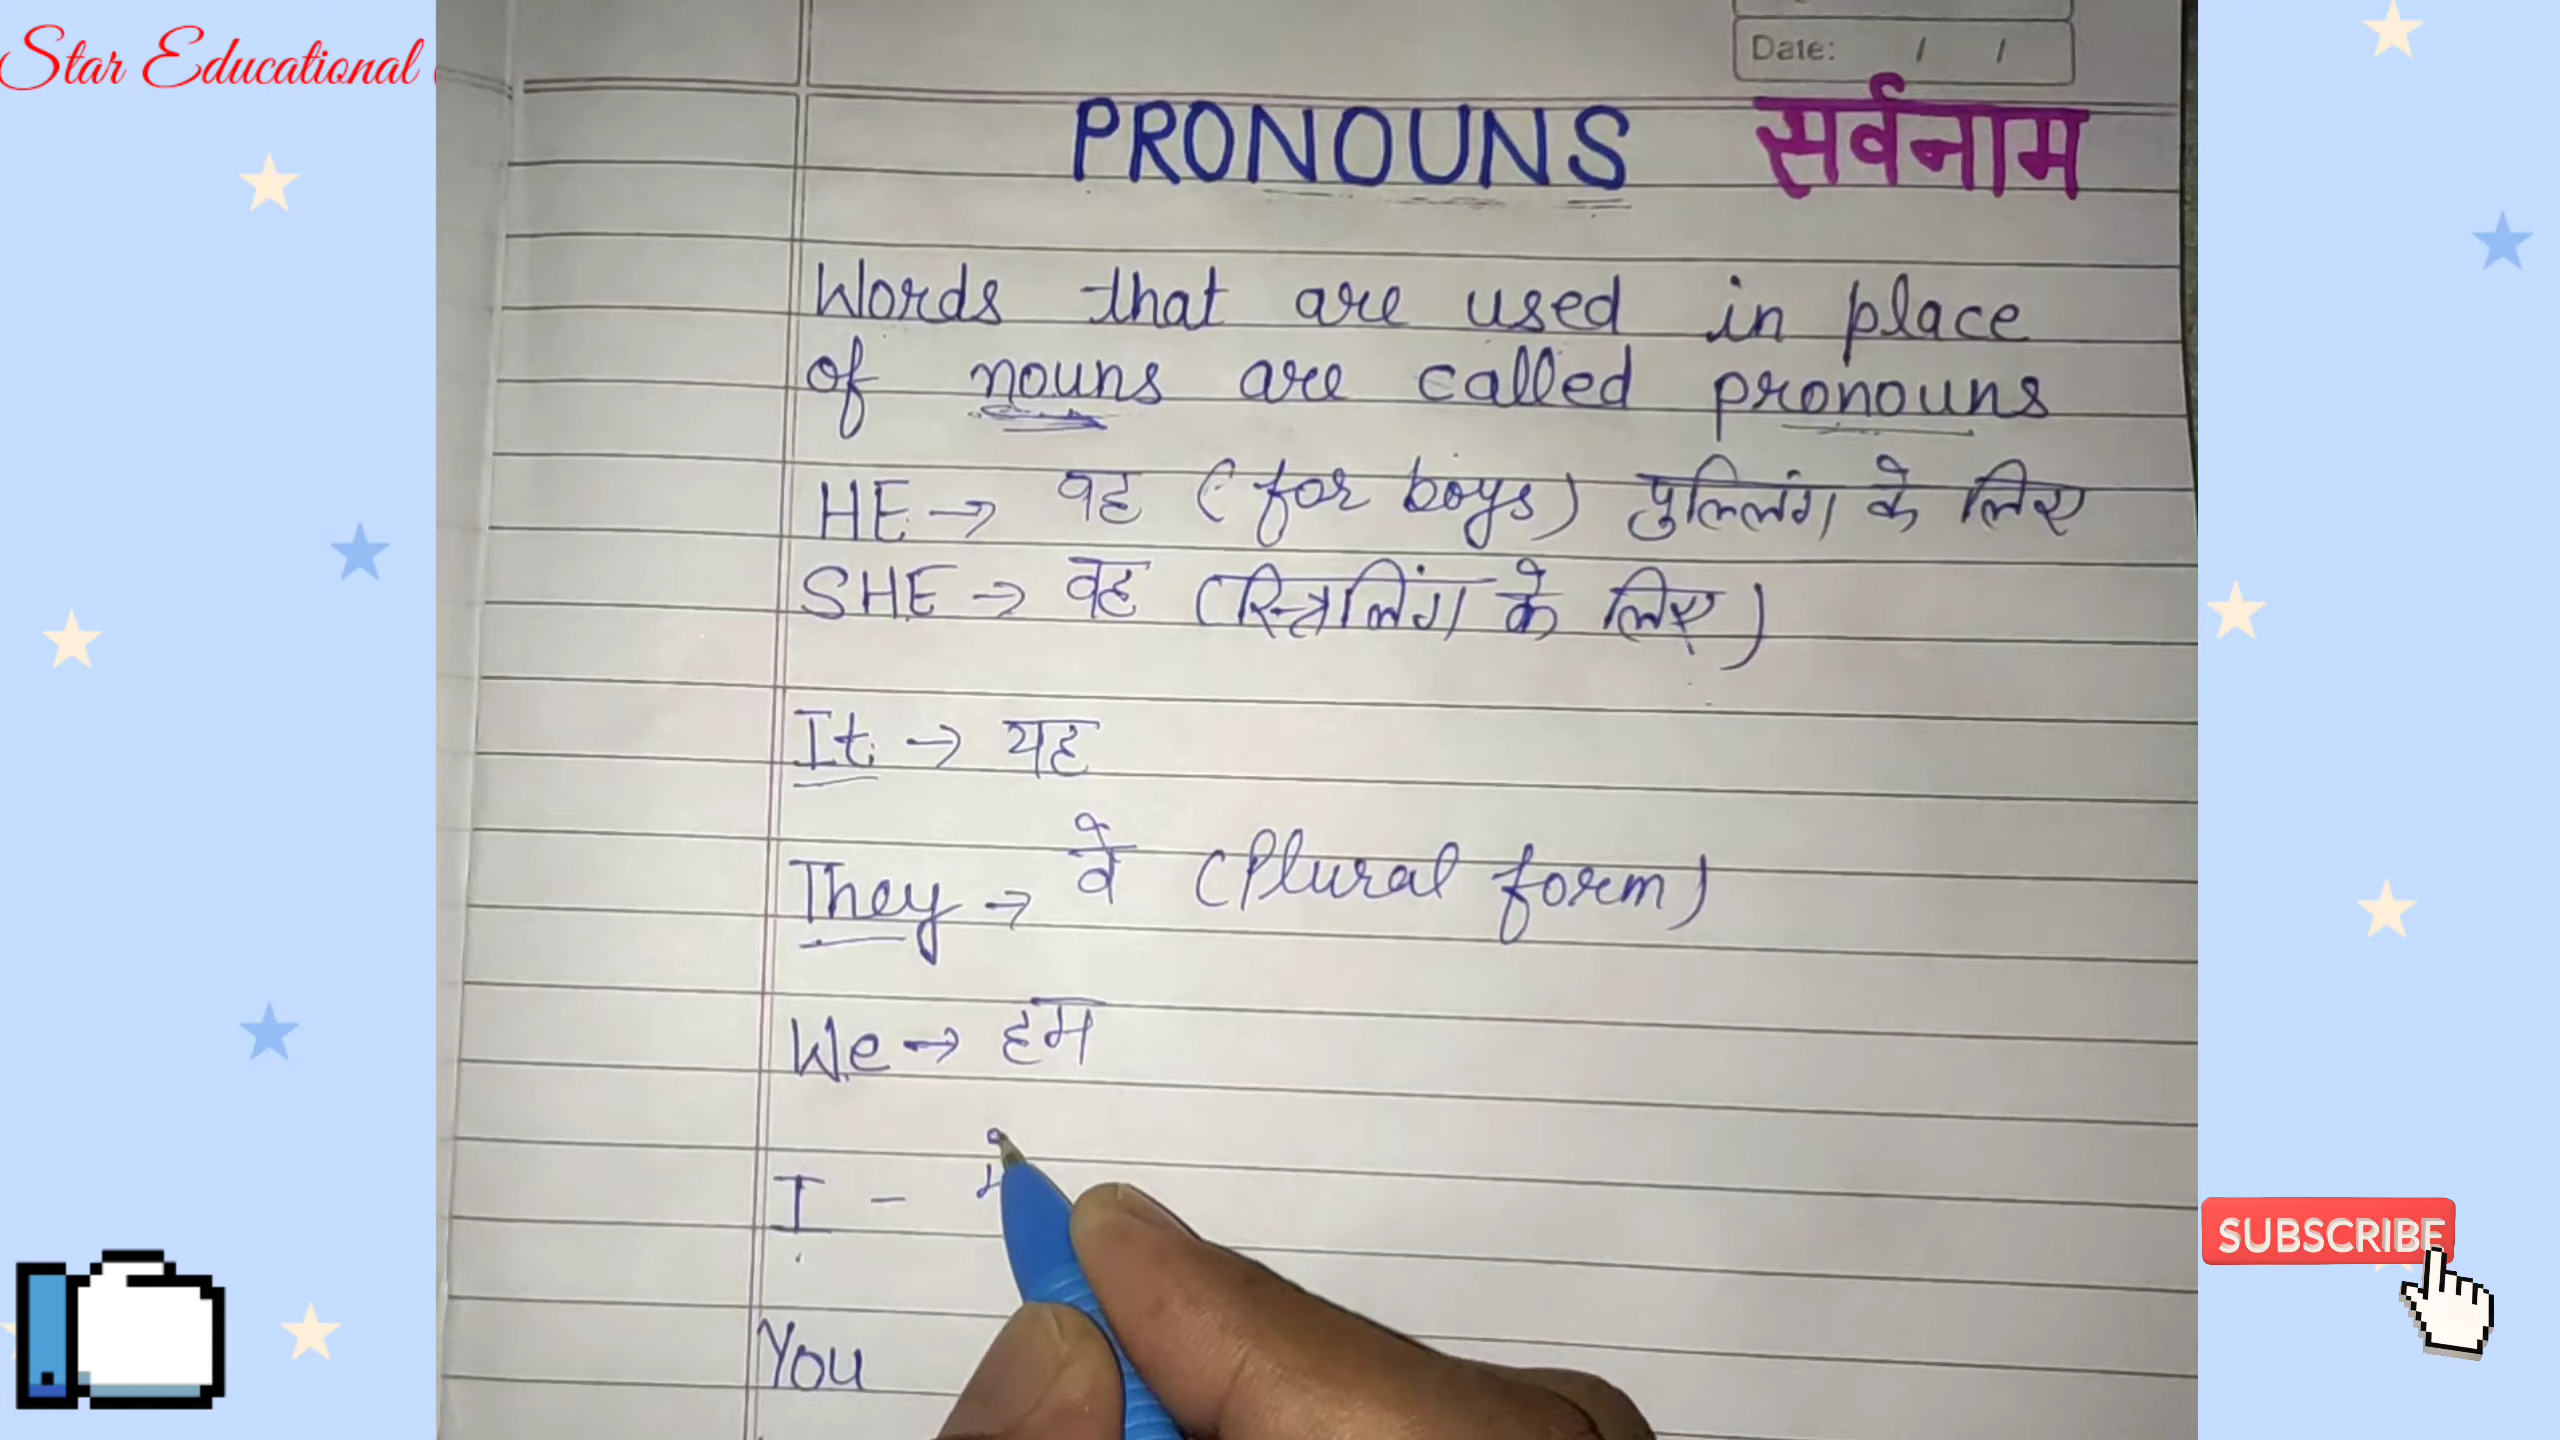 Star Educational
Date: / /
PRONOUNS सर्वनाम
Words that are used in place
of nouns are called pronouns
HE → वह (for boys) पुल्लिंग के लिए
SHE → वह (स्त्रिलिंग के लिए)
It → यह
They → वे (Plural form)
We → हम
I -
You
SUBSCRIBE